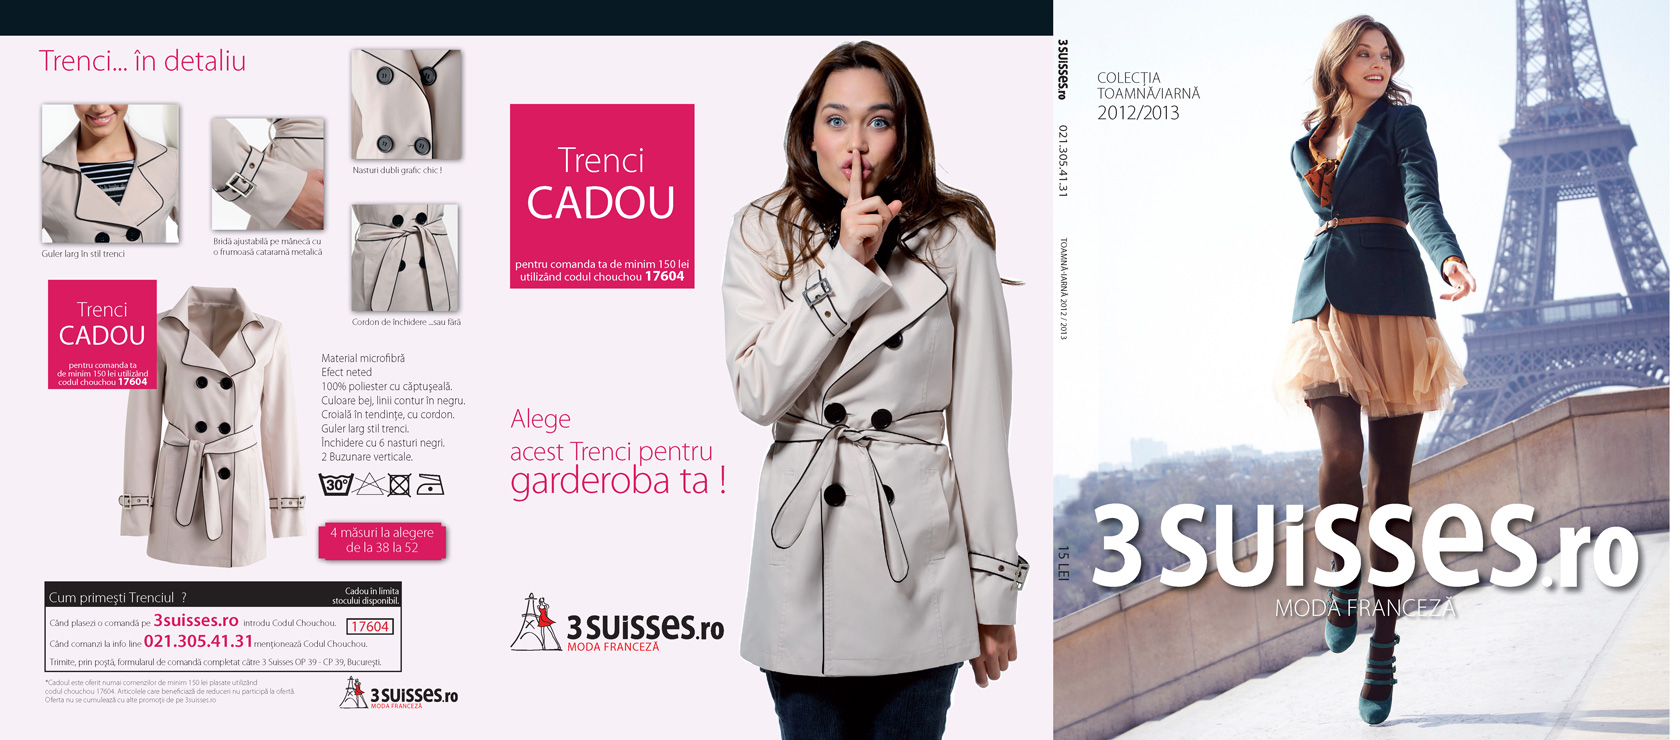 Trenci... în detaliu
Guler larg în stil trenci
Bridă ajustabilă pe mânecă cu
o frumoasă cataramă metalică
Nasturi dubli grafic chic !
Cordon de închidere ...sau fără
Trenci
CADOU
pentru comanda ta
de minim 150 lei utilizând
codul chouchou 17604
Material microfibră
Efect neted
100% poliester cu căptușeală.
Culoare bej, linii contur în negru.
Croială în tendințe, cu cordon.
Guler larg stil trenci.
Închidere cu 6 nasturi negri.
2 Buzunare verticale.
30°
4 măsuri la alegere
de la 38 la 52
Cum primești Trenciul ?
Cadou în limita
stocului disponibil.
Când plasezi o comandă pe 3suisses.ro introdu Codul Chouchou. 17604
Când comanzi la info line 021.305.41.31 menționează Codul Chouchou.
Trimite, prin poștă, formularul de comandă completat către 3 Suisses OP 39 - CP 39, București.
*Cadoul este oferit numai comenzilor de minim 150 lei plasate utilizând
codul chouchou 17604. Articolele care beneficiază de reduceri nu participă la ofertă.
Oferta nu se cumulează cu alte promoții de pe 3suisses.ro
3SUISSES.ro
MODA FRANCEZĂ
Trenci
CADOU
pentru comanda ta de minim 150 lei
utilizând codul chouchou 17604
Alege
acest Trenci pentru
garderoba ta !
3SUISSES.ro
MODA FRANCEZĂ
3SUISSES.ro
021.305.41.31
TOAMNĂ-IARNĂ 2012 / 2013
15 LEI
COLECȚIA
TOAMNĂ/IARNĂ
2012/2013
3SUISSES.ro
MODA FRANCEZĂ